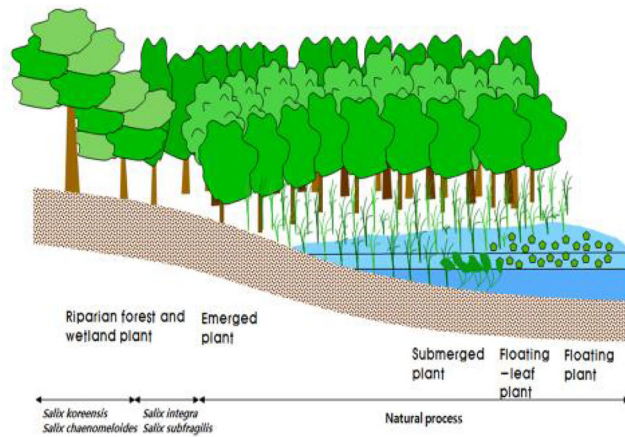 Riparian forest and
wetland plant
Emerged
plant
Submerged
plant
Floating
-leaf
plant
Floating
plant
Salix koreensis
Salix chaenomeloides
Salix integra
Salix subfragilis
Natural process